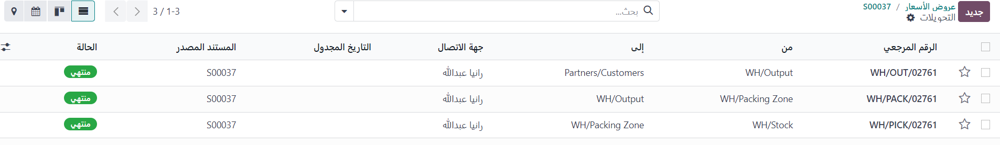 جديد
عروض الأسعار / S00037
التحويلات
بحث...
1-3 / 3
الرقم المرجعي من إلى جهة الاتصال التاريخ المجدول المستند المصدر الحالة
WH/OUT/02761 WH/Output Partners/Customers رانيا عبدالله S00037 منتهي
WH/PACK/02761 WH/Packing Zone WH/Output رانيا عبدالله S00037 منتهي
WH/PICK/02761 WH/Stock WH/Packing Zone رانيا عبدالله S00037 منتهي